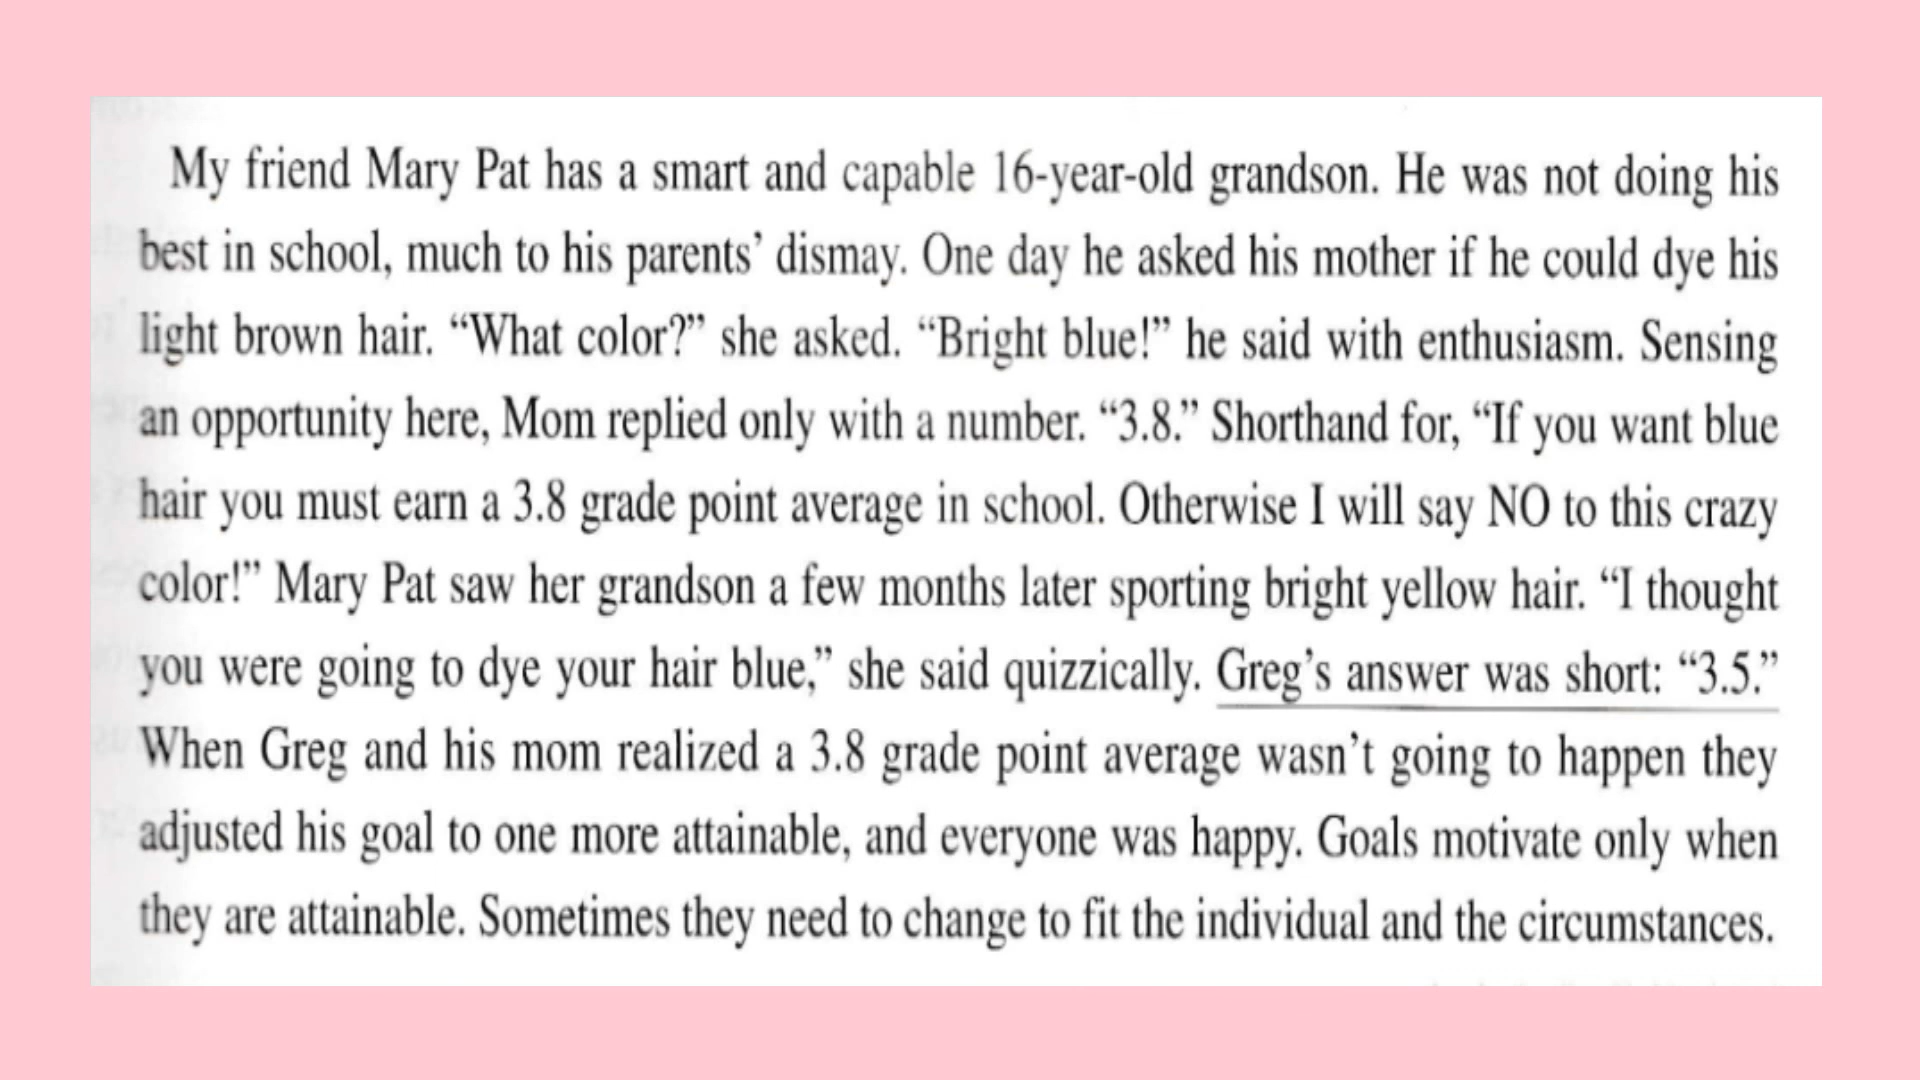 My friend Mary Pat has a smart and capable 16-year-old grandson. He was not doing his
best in school, much to his parents’ dismay. One day he asked his mother if he could dye his
light brown hair. “What color?” she asked. “Bright blue!” he said with enthusiasm. Sensing
an opportunity here, Mom replied only with a number. “3.8.” Shorthand for, “If you want blue
hair you must earn a 3.8 grade point average in school. Otherwise I will say NO to this crazy
color!” Mary Pat saw her grandson a few months later sporting bright yellow hair. “I thought
you were going to dye your hair blue,” she said quizzically. Greg’s answer was short: “3.5.”
When Greg and his mom realized a 3.8 grade point average wasn’t going to happen they
adjusted his goal to one more attainable, and everyone was happy. Goals motivate only when
they are attainable. Sometimes they need to change to fit the individual and the circumstances.